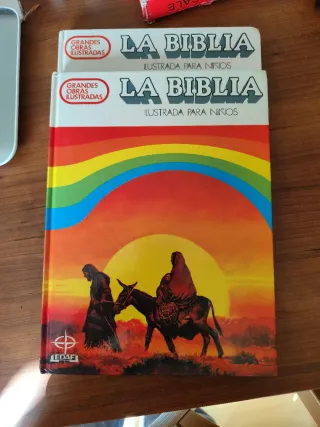 GRANDES
OBRAS
ILUSTRADAS
LA BIBLIA
ILUSTRADA PARA NIÑOS
GRANDES
OBRAS
ILUSTRADAS
LA BIBLIA
ILUSTRADA PARA NIÑOS
EDAF